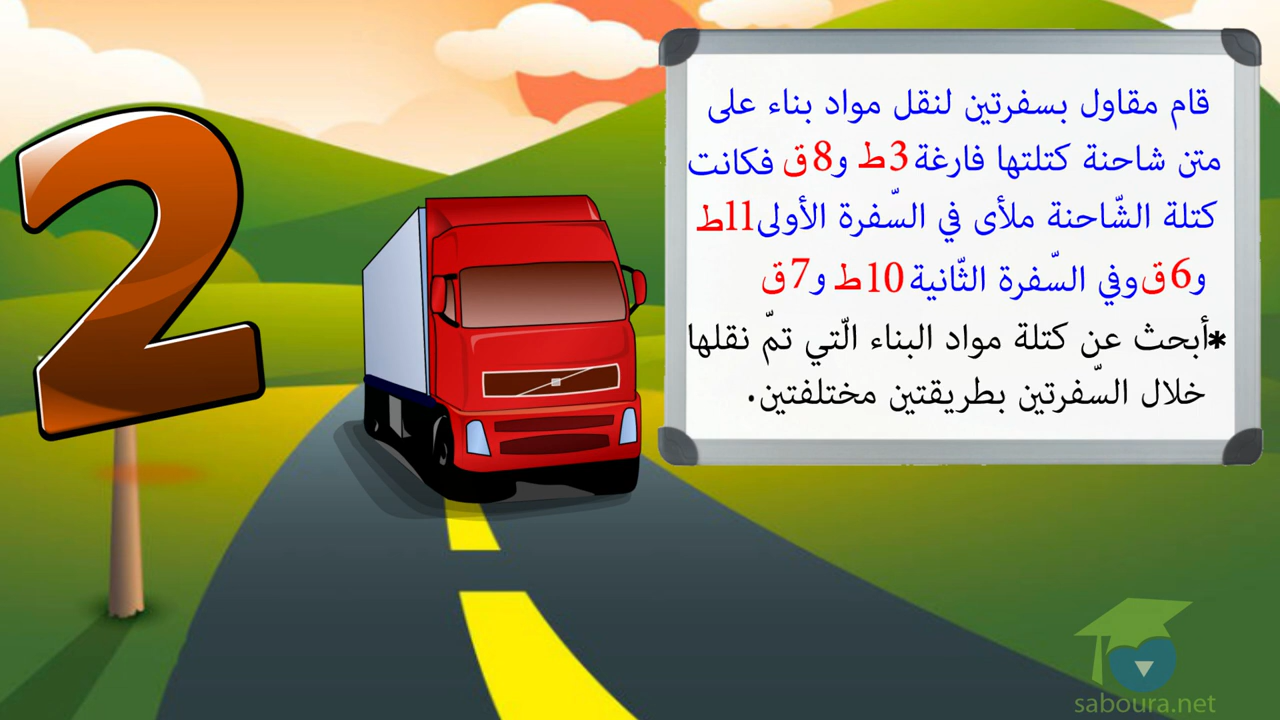 2
قام مقاول بسفرتين لنقل مواد بناء على
متن شاحنة كتلتها فارغة 3ط و8ق فكانت
كتلة الشّاحنة ملأى في السّفرة الأولى 11ط
و6ق وفي السّفرة الثّانية 10ط و7ق
*أبحث عن كتلة مواد البناء الّتي تمّ نقلها
خلال السّفرتين بطريقتين مختلفتين.
saboura.net